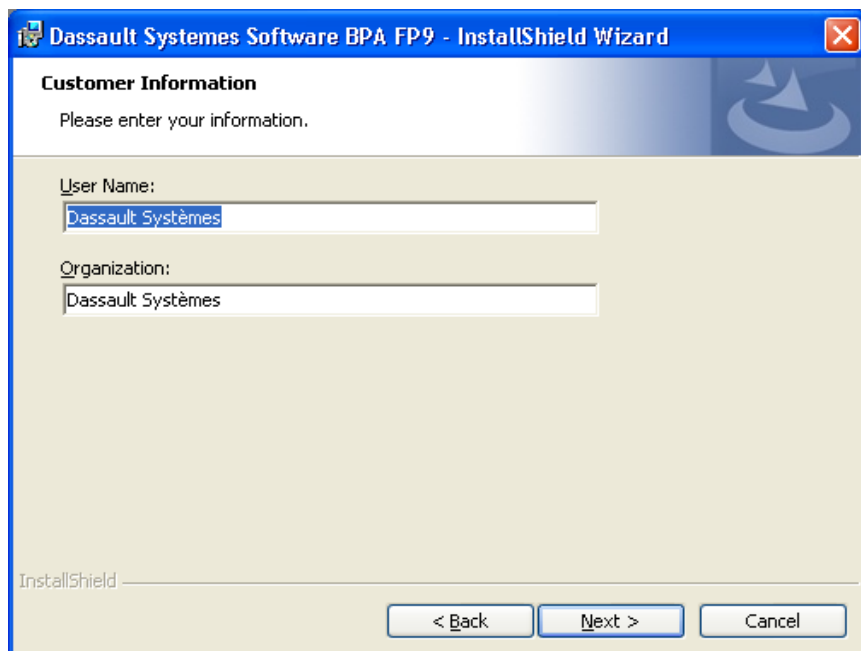 Dassault Systemes Software BPA FP9 - InstallShield Wizard
Customer Information
Please enter your information.
User Name:
Dassault Systèmes
Organization:
Dassault Systèmes
InstallShield
< Back Next > Cancel